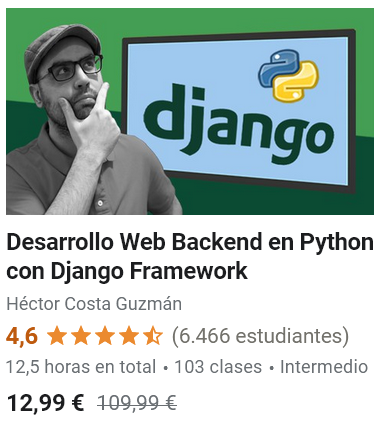 django
Desarrollo Web Backend en Python
con Django Framework
Héctor Costa Guzmán
4,6 (6.466 estudiantes)
12,5 horas en total • 103 clases • Intermedio
12,99 € 109,99 €